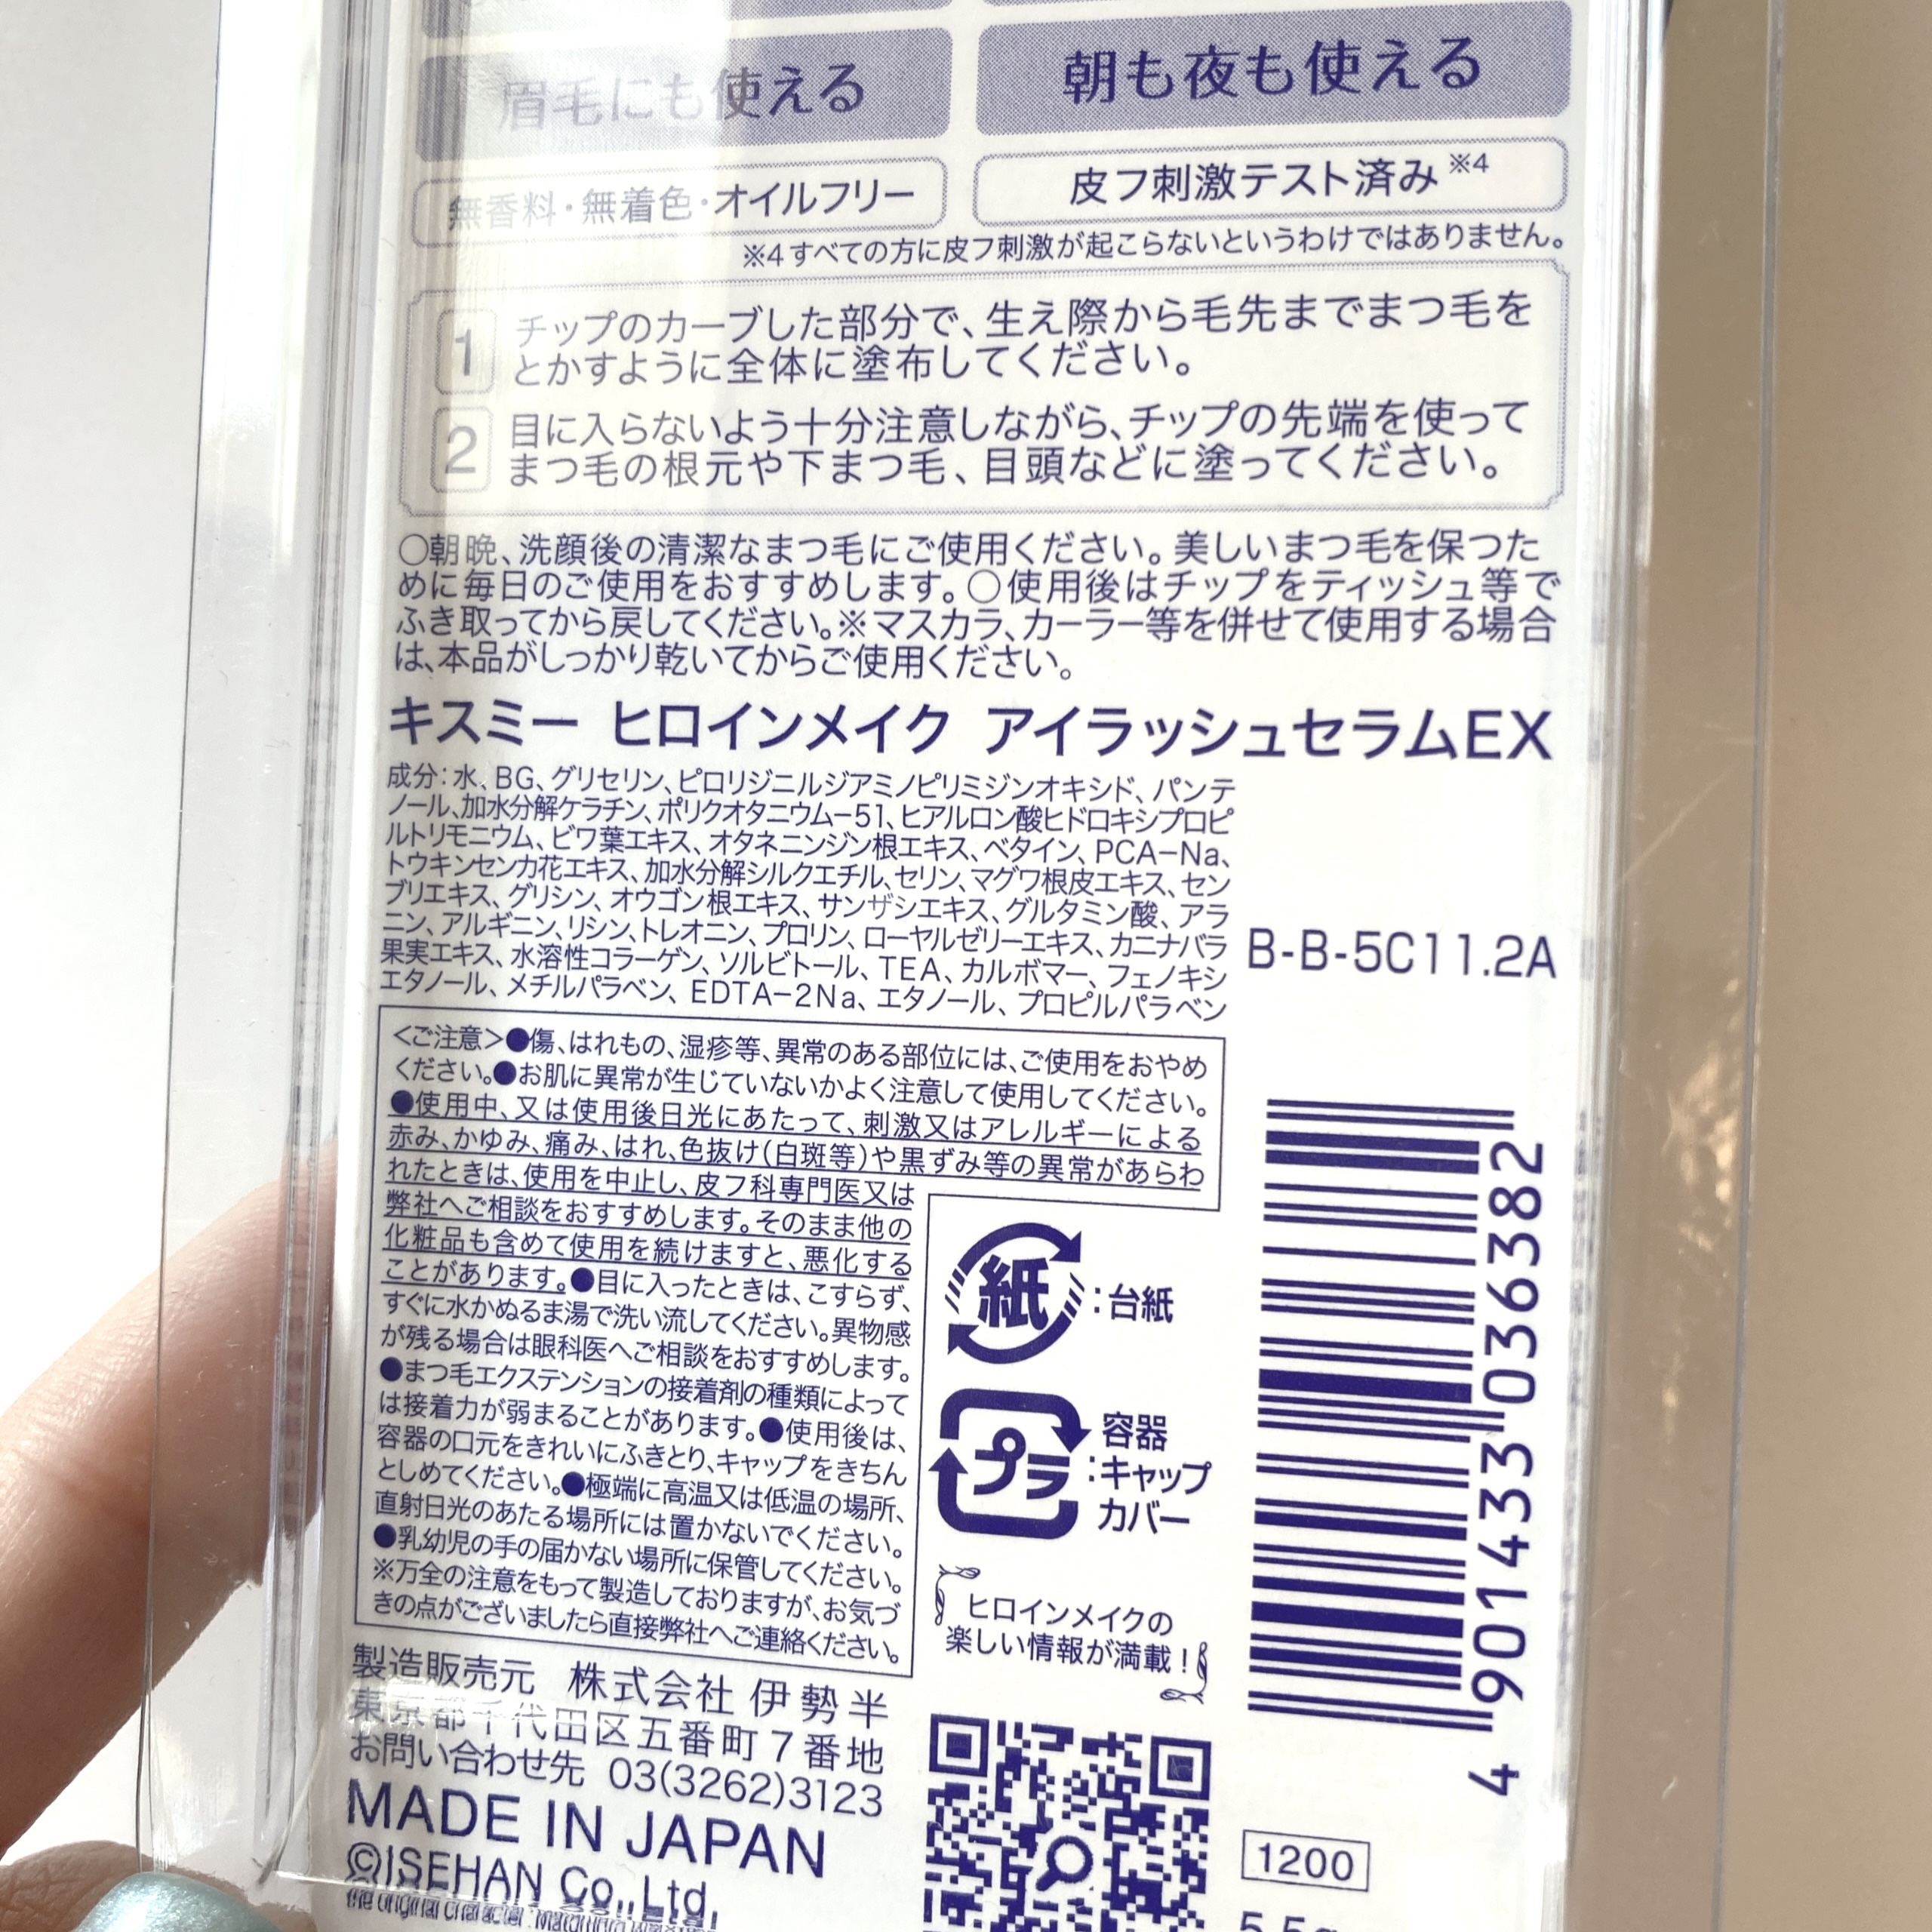 眉毛にも使える
朝も夜も使える
無香料・無着色・オイルフリー
皮フ刺激テスト済み※4
※4 すべての方に皮フ刺激が起こらないというわけではありません。
1 チップのカーブした部分で、生え際から毛先までまつ毛を
とかすように全体に塗布してください。
2 目に入らないよう十分注意しながら、チップの先端を使って
まつ毛の根元や下まつ毛、目頭などに塗ってください。
○朝晩、洗顔後の清潔なまつ毛にご使用ください。美しいまつ毛を保つた
めに毎日のご使用をおすすめします。○使用後はチップをティッシュ等で
ふき取ってから戻してください。※マスカラ、カーラー等を併せて使用する場合
は、本品がしっかり乾いてからご使用ください。
キスミー ヒロインメイク アイラッシュセラムEX
成分：水、BG、グリセリン、ピロリジニルジアミノピリミジンオキシド、パンテ
ノール、加水分解ケラチン、ポリクオタニウム-51、ヒアルロン酸ヒドロキシプロピ
ルトリモニウム、ビワ葉エキス、オタネニンジン根エキス、ベタイン、PCA-Na、
トウキンセンカ花エキス、加水分解シルクエチル、セリン、マグワ根皮エキス、セン
ブリエキス、グリシン、オウゴン根エキス、サンザシエキス、グルタミン酸、アラ
ニン、アルギニン、リシン、トレオニン、プロリン、ローヤルゼリーエキス、カニナバラ
果実エキス、水溶性コラーゲン、ソルビトール、TEA、カルボマー、フェノキシ
エタノール、メチルパラベン、EDTA-2Na、エタノール、プロピルパラベン
B-B-5C11.2A
<ご注意>●傷、はれもの、湿疹等、異常のある部位には、ご使用をおやめ
ください。●お肌に異常が生じていないかよく注意して使用してください。
●使用中、又は使用後日光にあたって、刺激又はアレルギーによる
赤み、かゆみ、痛み、はれ、色抜け(白斑等)や黒ずみ等の異常があらわ
れたときは、使用を中止し、皮フ科専門医又は
弊社へご相談をおすすめします。そのまま他の
化粧品も含めて使用を続けますと、悪化する
ことがあります。●目に入ったときは、こすらず、
すぐに水かぬるま湯で洗い流してください。異物感
が残る場合は眼科医へご相談をおすすめします。
●まつ毛エクステンションの接着剤の種類によって
は接着力が弱まることがあります。●使用後は、
容器の口元をきれいにふきとり、キャップをきちん
としめてください。●極端に高温又は低温の場所、
直射日光のあたる場所には置かないでください。
●乳幼児の手の届かない場所に保管してください。
※万全の注意をもって製造しておりますが、お気づ
きの点がございましたら直接弊社へご連絡ください。
紙：台紙
プラ：容器
キャップ
カバー
ヒロインメイクの
楽しい情報が満載！
4 901433 036382
製造販売元 株式会社 伊勢半
東京都千代田区五番町7番地
お問い合わせ先 03(3262)3123
MADE IN JAPAN
©ISEHAN Co., Ltd.
1200